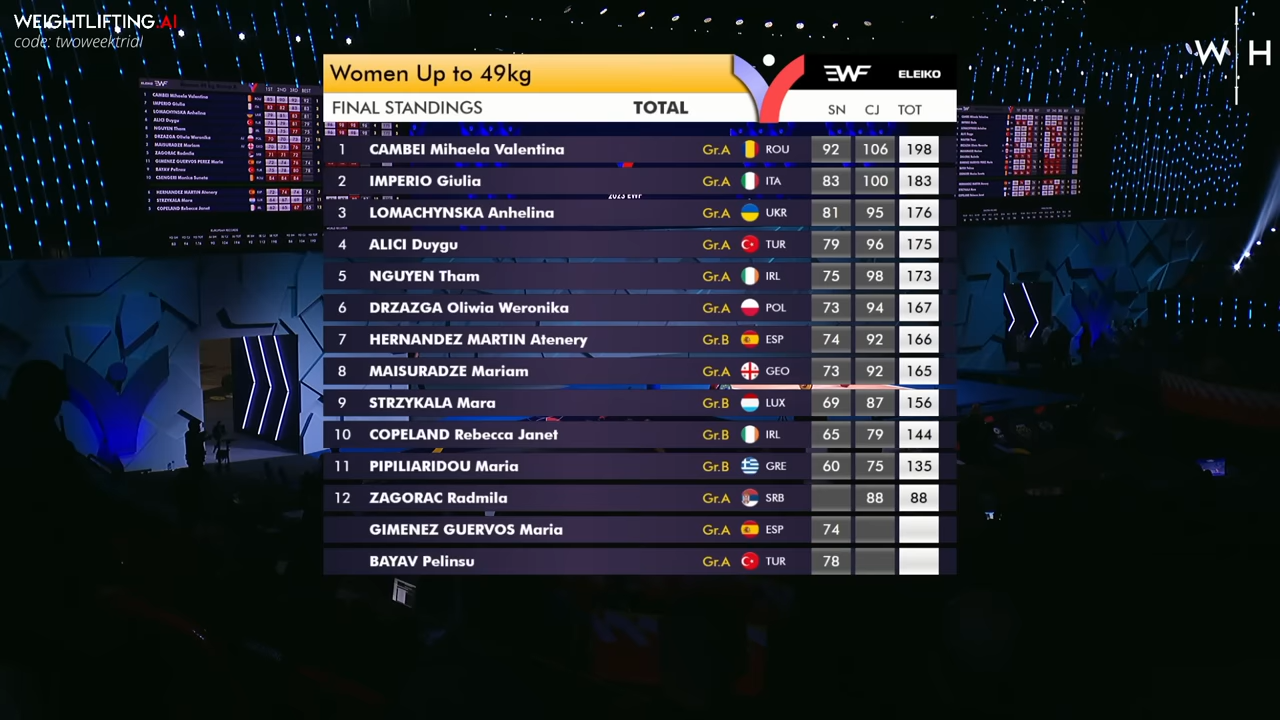 WEIGHTLIFTING.AI
code: twoweektrial
W H
Women Up to 49kg
EWF ELEIKO
FINAL STANDINGS TOTAL SN CJ TOT
1 CAMBEI Mihaela Valentina Gr.A ROU 92 106 198
2 IMPERIO Giulia Gr.A ITA 83 100 183
3 LOMACHYNSKA Anhelina Gr.A UKR 81 95 176
4 ALICI Duygu Gr.A TUR 79 96 175
5 NGUYEN Tham Gr.A IRL 75 98 173
6 DRZAZGA Oliwia Weronika Gr.A POL 73 94 167
7 HERNANDEZ MARTIN Atenery Gr.B ESP 74 92 166
8 MAISURADZE Mariam Gr.A GEO 73 92 165
9 STRZYKALA Mara Gr.B LUX 69 87 156
10 COPELAND Rebecca Janet Gr.B IRL 65 79 144
11 PIPILIARIDOU Maria Gr.B GRE 60 75 135
12 ZAGORAC Radmila Gr.A SRB 88 88
GIMENEZ GUERVOS Maria Gr.A ESP 74
BAYAV Pelinsu Gr.A TUR 78